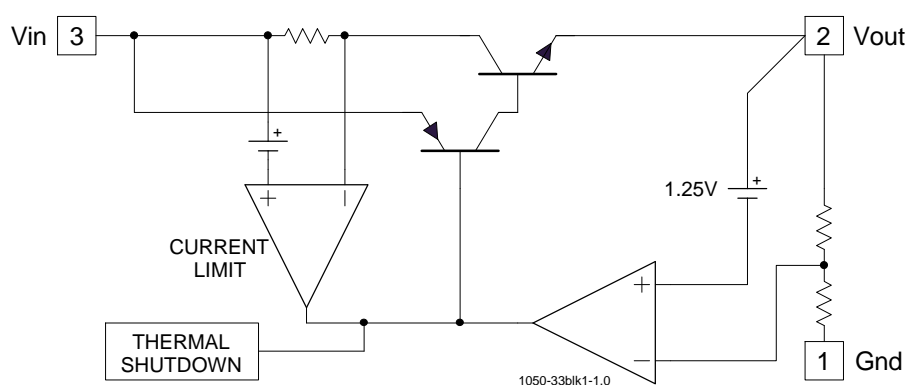 Vin 3
2 Vout
+
+
1.25V
+ −
CURRENT
LIMIT
+
−
THERMAL
SHUTDOWN
1 Gnd
1050-33blk1-1.0